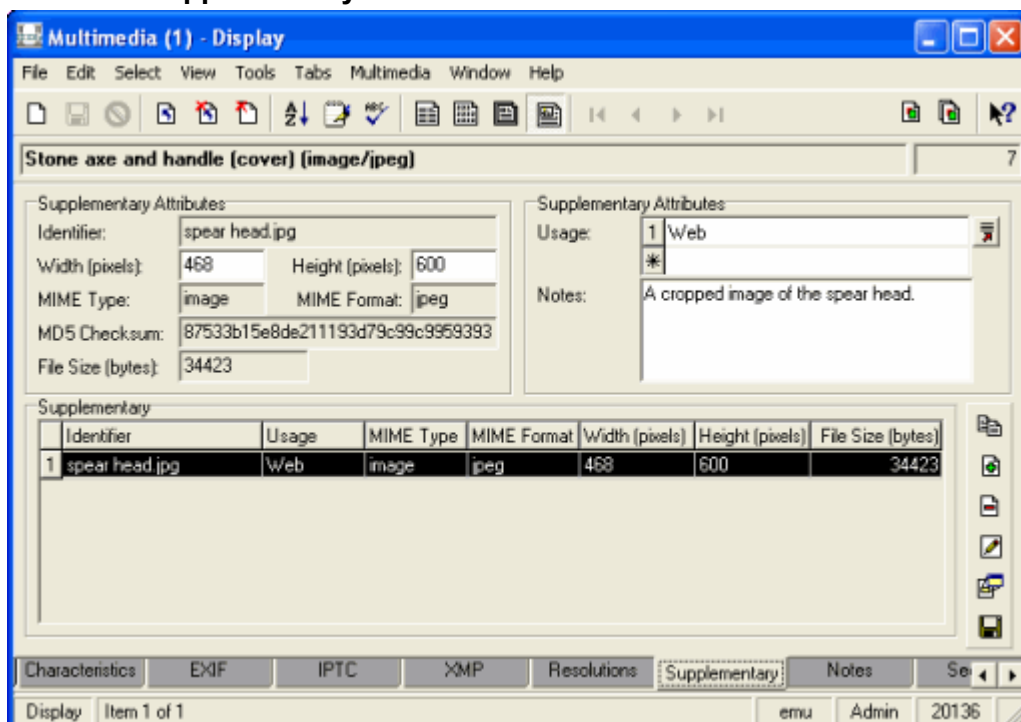 Multimedia (1) - Display
File Edit Select View Tools Tabs Multimedia Window Help
Stone axe and handle (cover) (image/jpeg) 7
Supplementary Attributes
Identifier: spear head.jpg
Width (pixels): 468 Height (pixels): 600
MIME Type: image MIME Format: jpeg
MD5 Checksum: 87533b15e8de211193d79c99c9959393
File Size (bytes): 34423
Supplementary Attributes
Usage: 1 Web
Notes: A cropped image of the spear head.
Supplementary
Identifier Usage MIME Type MIME Format Width (pixels) Height (pixels) File Size (bytes)
1 spear head.jpg Web image jpeg 468 600 34423
Characteristics EXIF IPTC XMP Resolutions Supplementary Notes Se
Display Item 1 of 1 emu Admin 20136